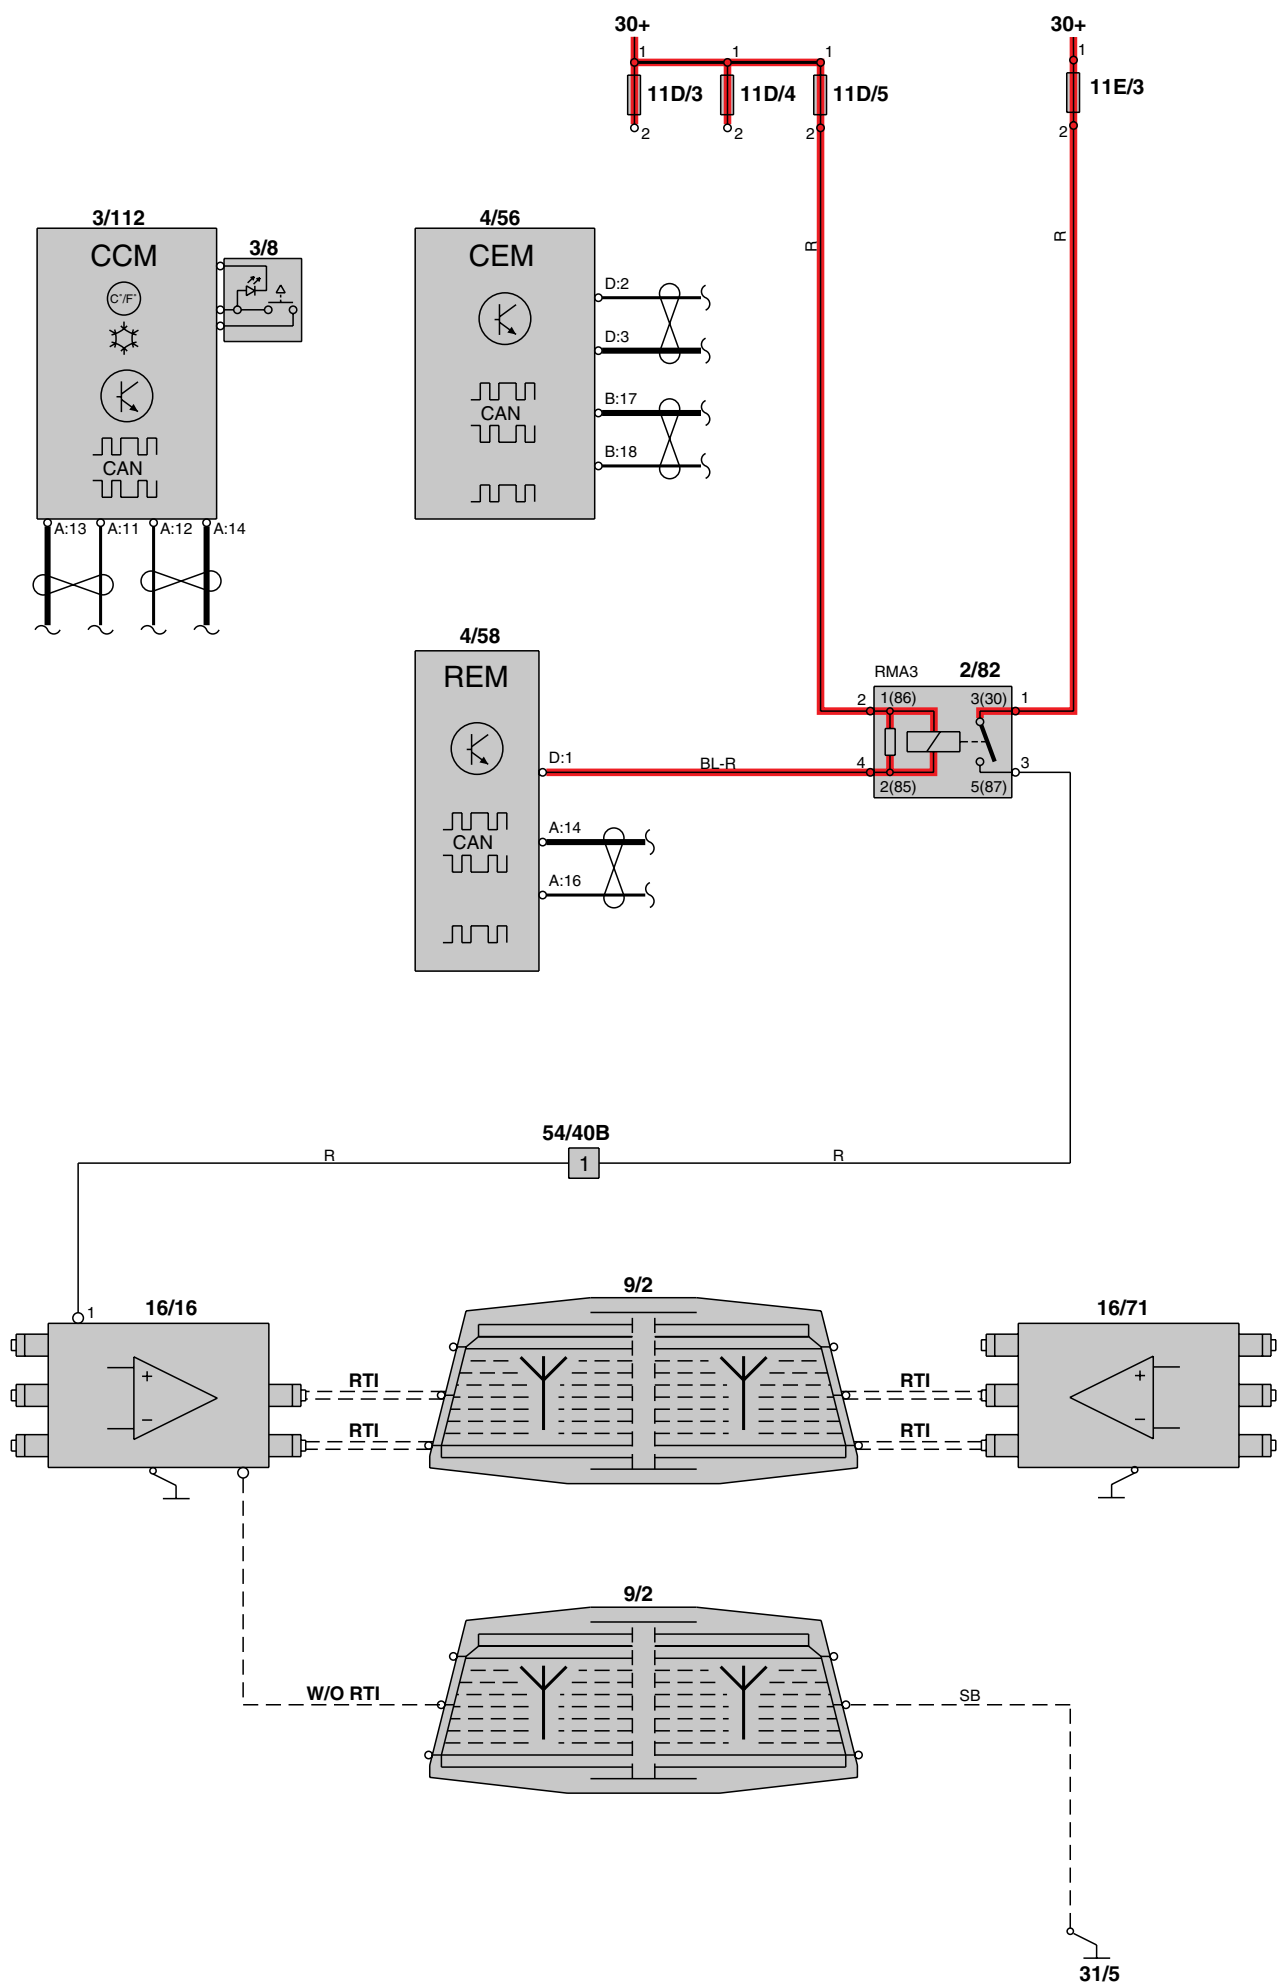 30+ 30+
1 1 1 1
11D/3 11D/4 11D/5 11E/3
2 2 2 2
3/112 4/56
CCM 3/8 CEM
R R
C°/F°
D:2
D:3
B:17
CAN
B:18
CAN
A:13 A:11 A:12 A:14
4/58
REM
RMA3 2/82
2 1(86) 3(30) 1
D:1 BL-R 4 3
2(85) 5(87)
A:14
CAN
A:16
54/40B
R 1 R
9/2
1 16/16 16/71
+ RTI RTI +
− RTI RTI −
9/2
W/O RTI SB
31/5